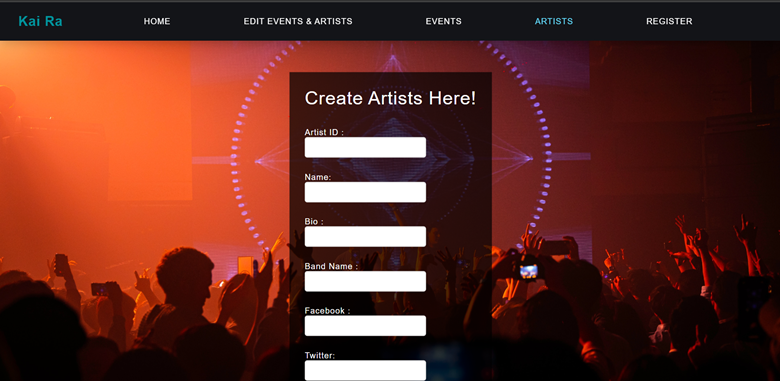 Kai Ra
HOME
EDIT EVENTS & ARTISTS
EVENTS
ARTISTS
REGISTER
Create Artists Here!
Artist ID :
Name:
Bio :
Band Name :
Facebook :
Twitter: